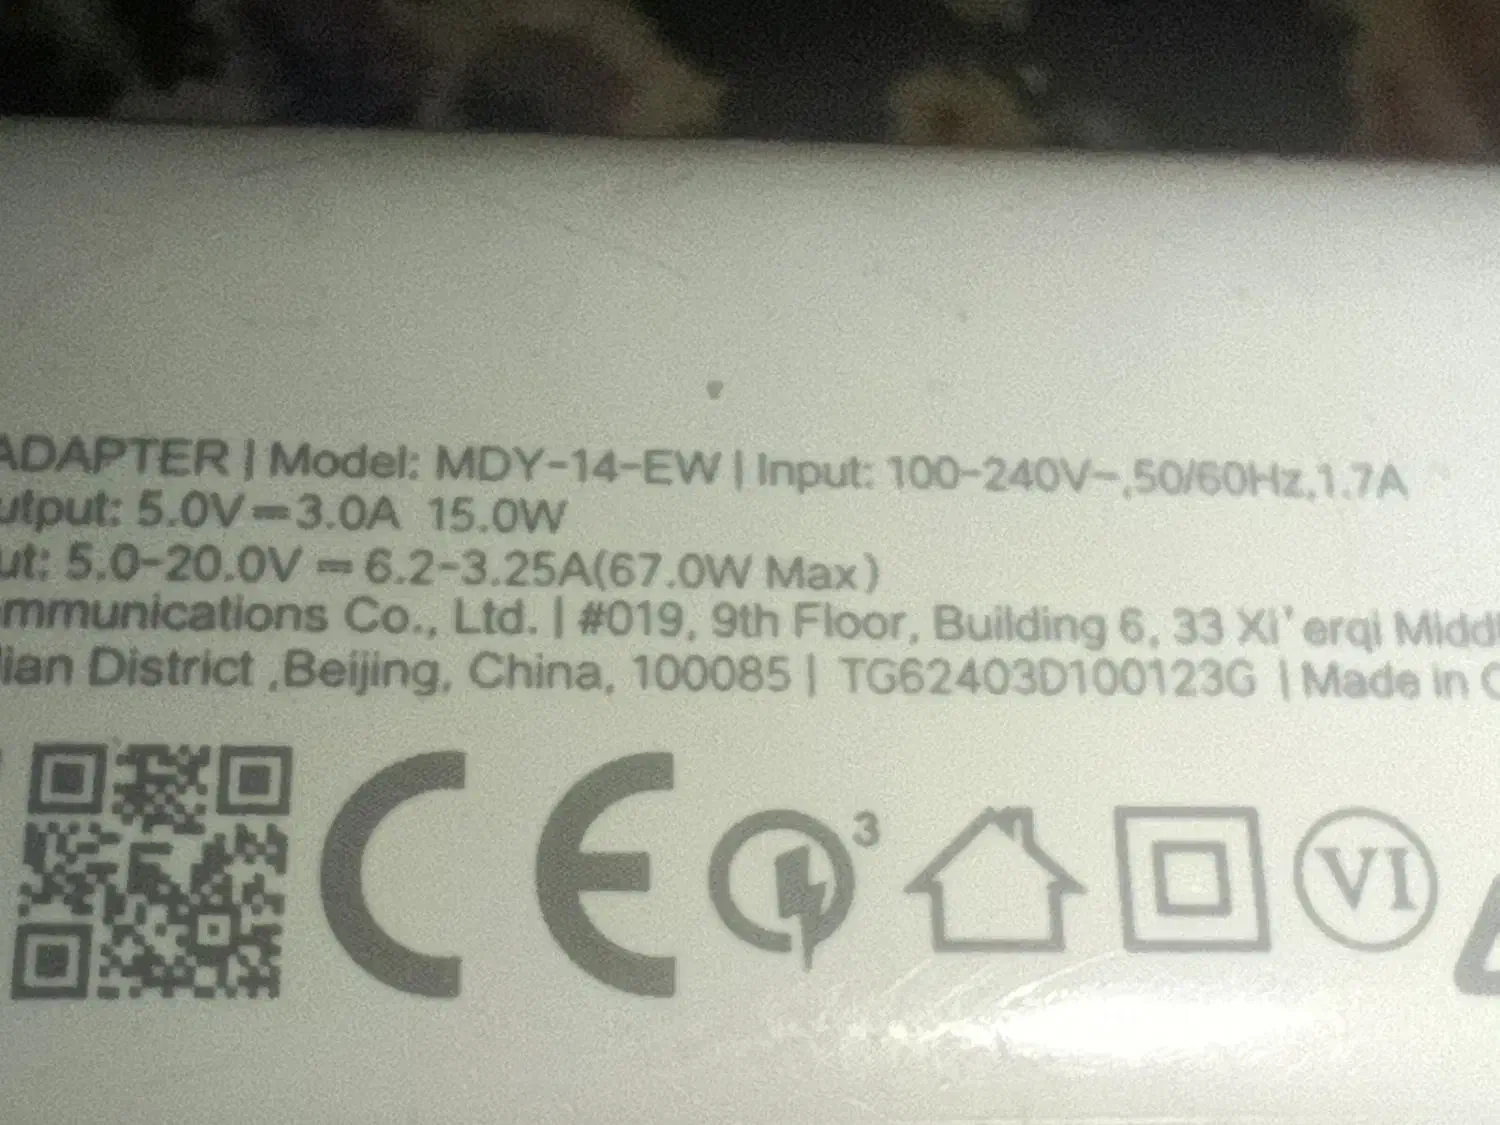 ADAPTER | Model: MDY-14-EW | Input: 100-240V~,50/60Hz,1.7A
utput: 5.0V⎓3.0A 15.0W
ut: 5.0-20.0V⎓6.2-3.25A(67.0W Max)
mmunications Co., Ltd. | #019, 9th Floor, Building 6, 33 Xi'erqi Middl
ian District ,Beijing, China, 100085 | TG62403D100123G | Made in C
CE 3 VI